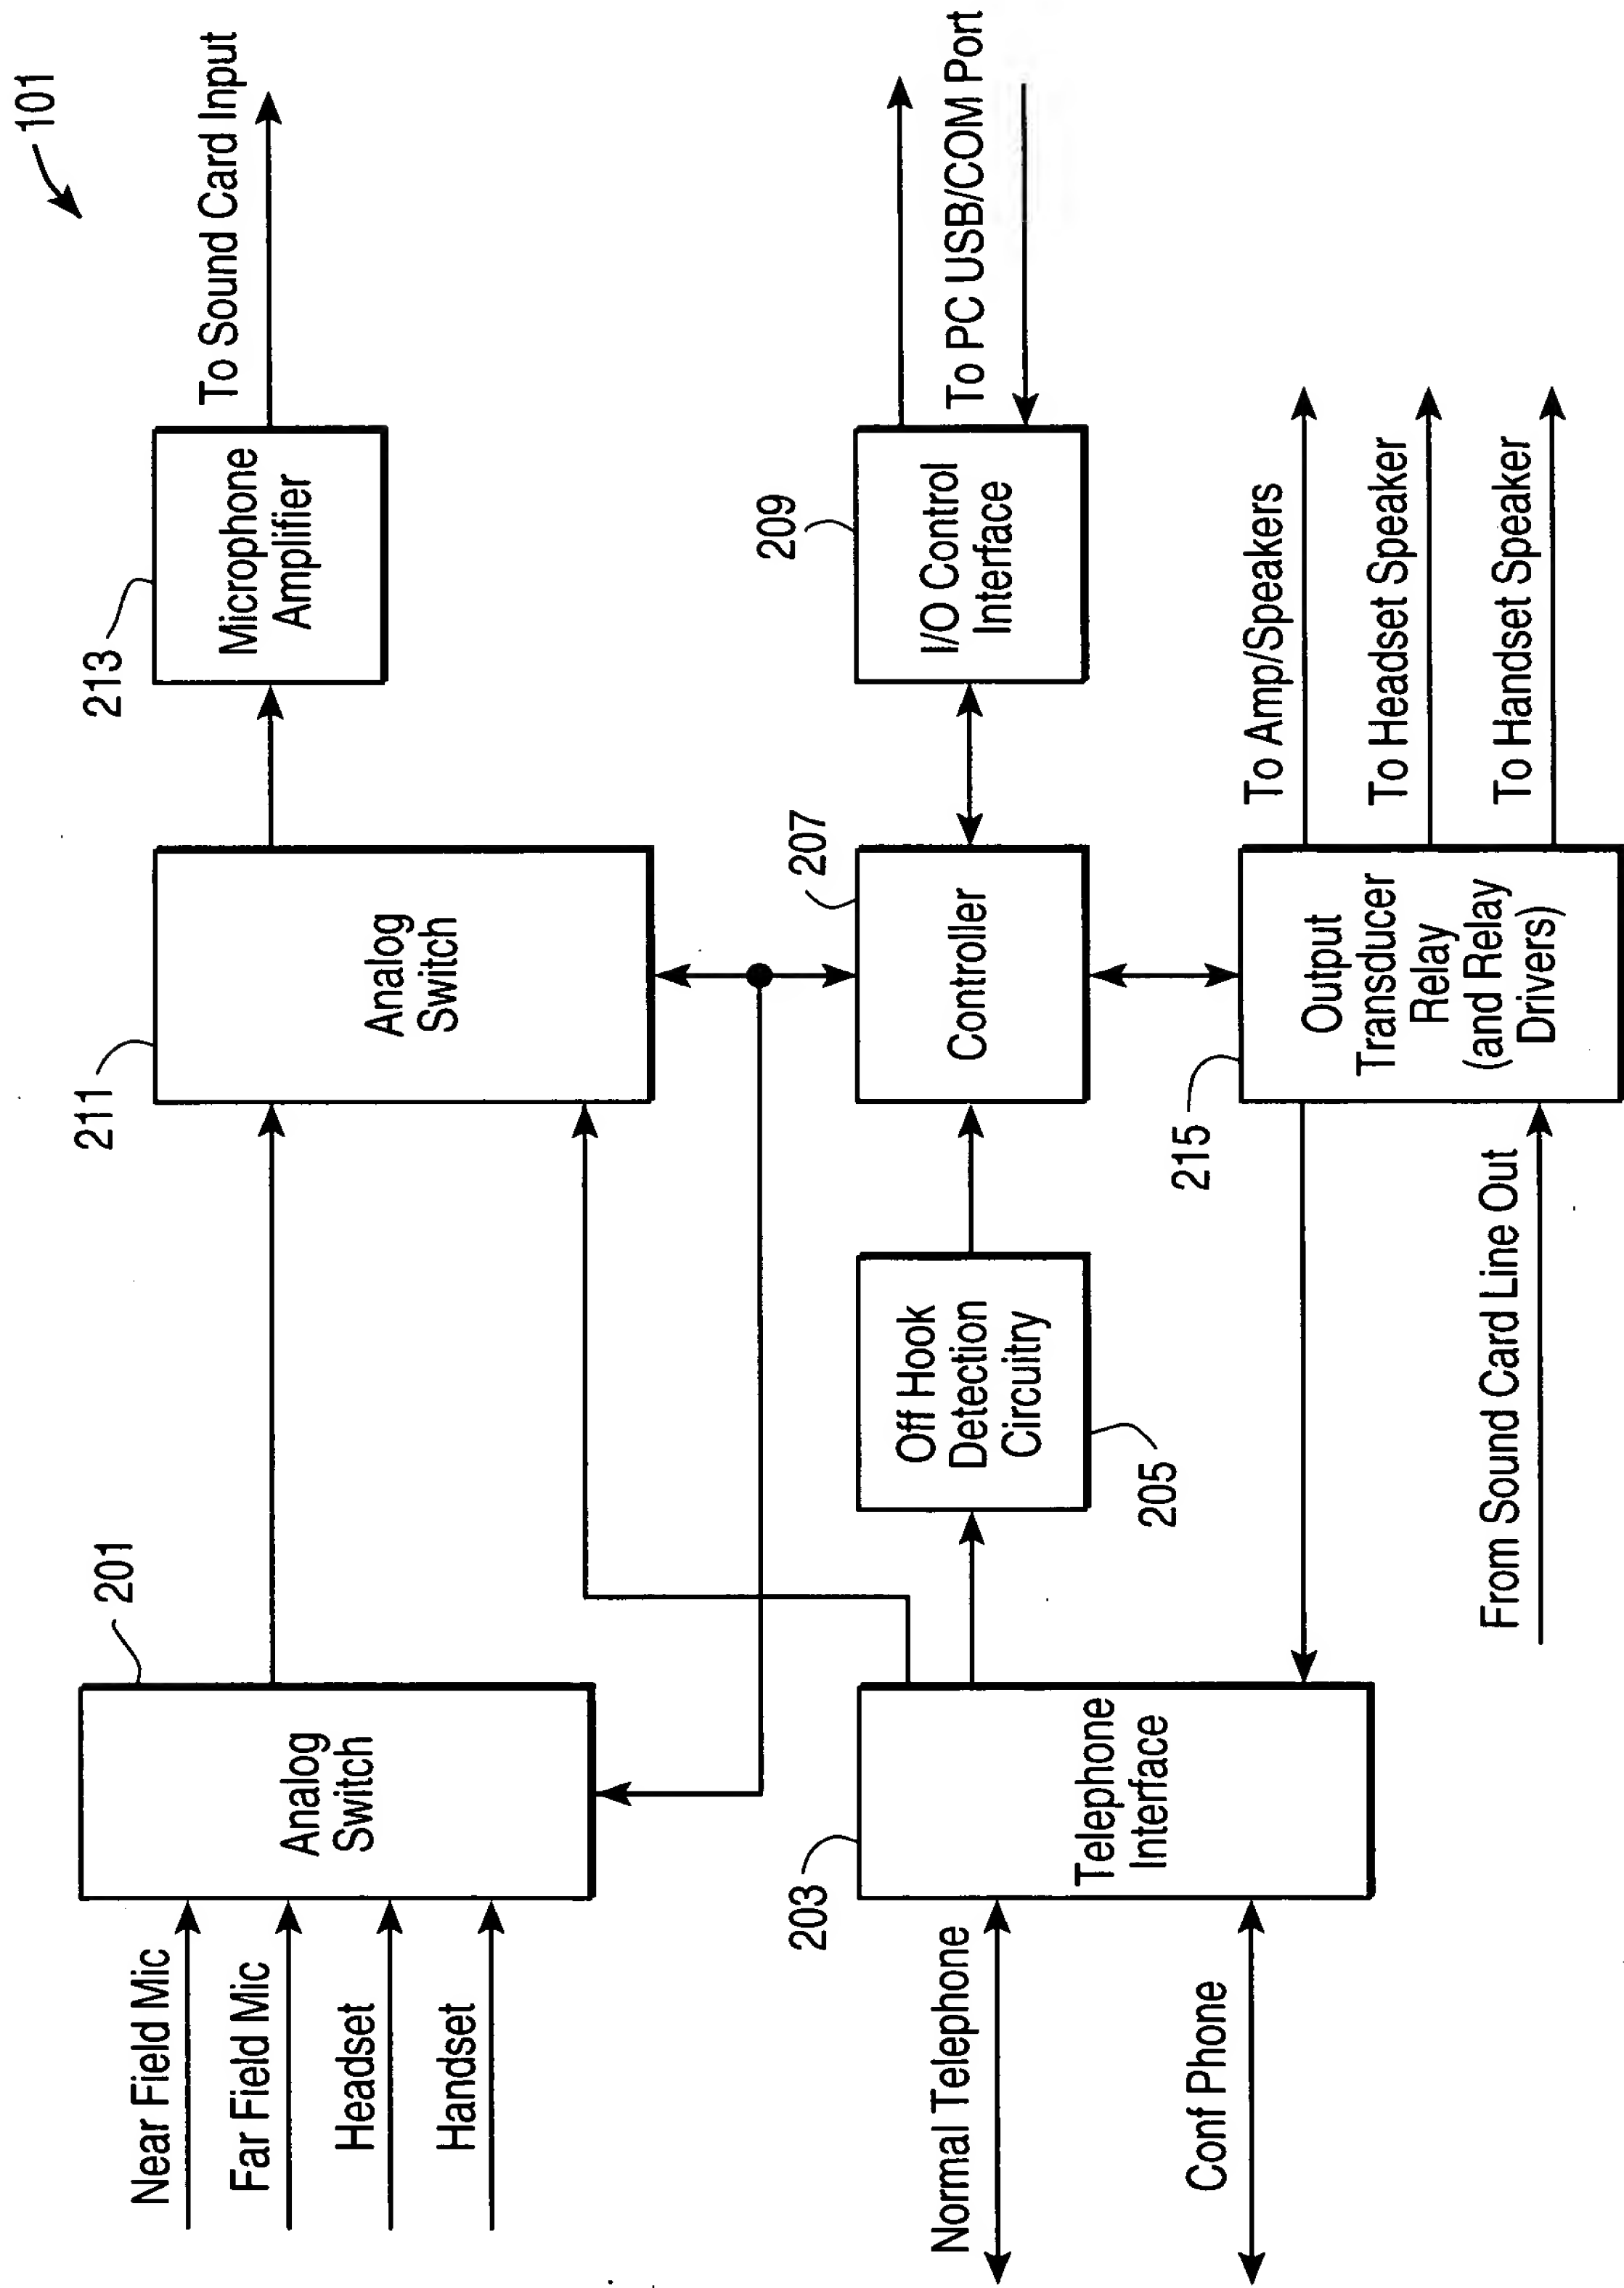 101
Near Field Mic
Far Field Mic
Headset
Handset
201
Analog
Switch
211
Analog
Switch
213
Microphone
Amplifier
To Sound Card Input
Normal Telephone
Conf Phone
203
Telephone
Interface
205
Off Hook
Detection
Circuitry
207
Controller
209
I/O Control
Interface
To PC USB/COM Port
From Sound Card Line Out
215
Output
Transducer
Relay
(and Relay
Drivers)
To Amp/Speakers
To Headset Speaker
To Handset Speaker